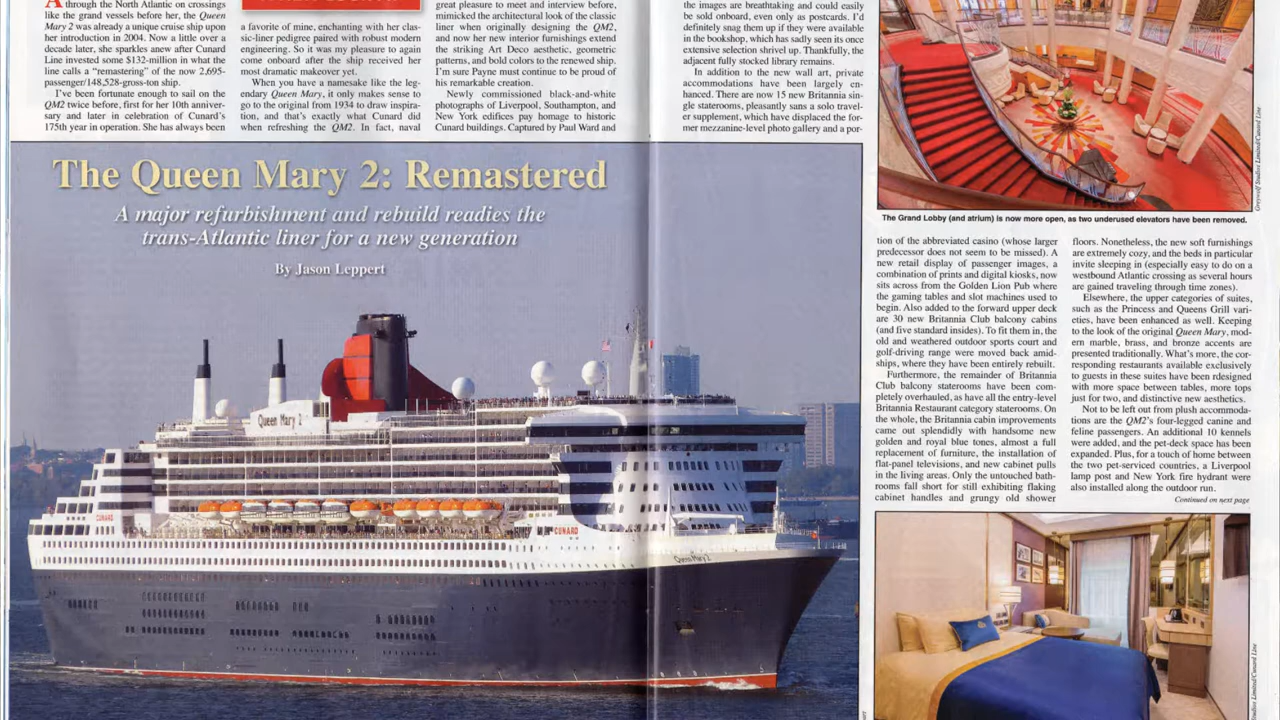 A through the North Atlantic on crossings
like the grand vessels before her, the Queen
Mary 2 was already a unique cruise ship upon
her introduction in 2004. Now a little over a
decade later, she sparkles anew after Cunard
Line invested some $132-million in what the
line calls a “remastering” of the now 2,695-
passenger/148,528-gross-ton ship.
I’ve been fortunate enough to sail on the
QM2 twice before, first for her 10th anniver-
sary and later in celebration of Cunard’s
175th year in operation. She has always been
a favorite of mine, enchanting with her clas-
sic-liner pedigree paired with robust modern
engineering. So it was my pleasure to again
come onboard after the ship received her
most dramatic makeover yet.
When you have a namesake like the leg-
endary Queen Mary, it only makes sense to
go to the original from 1934 to draw inspira-
tion, and that’s exactly what Cunard did
when refreshing the QM2. In fact, naval
great pleasure to meet and interview before,
mimicked the architectural look of the classic
liner when originally designing the QM2,
and now her new interior furnishings extend
the striking Art Deco aesthetic, geometric
patterns, and bold colors to the renewed ship.
I’m sure Payne must continue to be proud of
his remarkable creation.
Newly commissioned black-and-white
photographs of Liverpool, Southampton, and
New York edifices pay homage to historic
Cunard buildings. Captured by Paul Ward and
the images are breathtaking and could easily
be sold onboard, even only as postcards. I’d
definitely snag them up if they were available
in the bookshop, which has sadly seen its once
extensive selection shrivel up. Thankfully, the
adjacent fully stocked library remains.
In addition to the new wall art, private
accommodations have been largely en-
hanced. There are now 15 new Britannia sin-
gle staterooms, pleasantly sans a solo travel-
er supplement, which have displaced the for-
mer mezzanine-level photo gallery and a por-
The Queen Mary 2: Remastered
A major refurbishment and rebuild readies the
trans-Atlantic liner for a new generation
By Jason Leppert
Queen Mary 2
CUNARD
CUNARD
Queen Mary 2
Greywolf Studios Limited/Cunard Line
The Grand Lobby (and atrium) is now more open, as two underused elevators have been removed.
tion of the abbreviated casino (whose larger
predecessor does not seem to be missed). A
new retail display of passenger images, a
combination of prints and digital kiosks, now
sits across from the Golden Lion Pub where
the gaming tables and slot machines used to
begin. Also added to the forward upper deck
are 30 new Britannia Club balcony cabins
(and five standard insides). To fit them in, the
old and weathered outdoor sports court and
golf-driving range were moved back amid-
ships, where they have been entirely rebuilt.
Furthermore, the remainder of Britannia
Club balcony staterooms have been com-
pletely overhauled, as have all the entry-level
Britannia Restaurant category staterooms. On
the whole, the Britannia cabin improvements
came out splendidly with handsome new
golden and royal blue tones, almost a full
replacement of furniture, the installation of
flat-panel televisions, and new cabinet pulls
in the living areas. Only the untouched bath-
rooms fall short for still exhibiting flaking
cabinet handles and grungy old shower
floors. Nonetheless, the new soft furnishings
are extremely cozy, and the beds in particular
invite sleeping in (especially easy to do on a
westbound Atlantic crossing as several hours
are gained traveling through time zones).
Elsewhere, the upper categories of suites,
such as the Princess and Queens Grill vari-
eties, have been enhanced as well. Keeping
to the look of the original Queen Mary, mod-
ern marble, brass, and bronze accents are
presented traditionally. What’s more, the cor-
responding restaurants available exclusively
to guests in these suites have been rdesigned
with more space between tables, more tops
just for two, and distinctive new aesthetics.
Not to be left out from plush accommoda-
tions are the QM2’s four-legged canine and
feline passengers. An additional 10 kennels
were added, and the pet-deck space has been
expanded. Plus, for a touch of home between
the two pet-serviced countries, a Liverpool
lamp post and New York fire hydrant were
also installed along the outdoor run.
Continued on next page
Studios Limited/Cunard Line